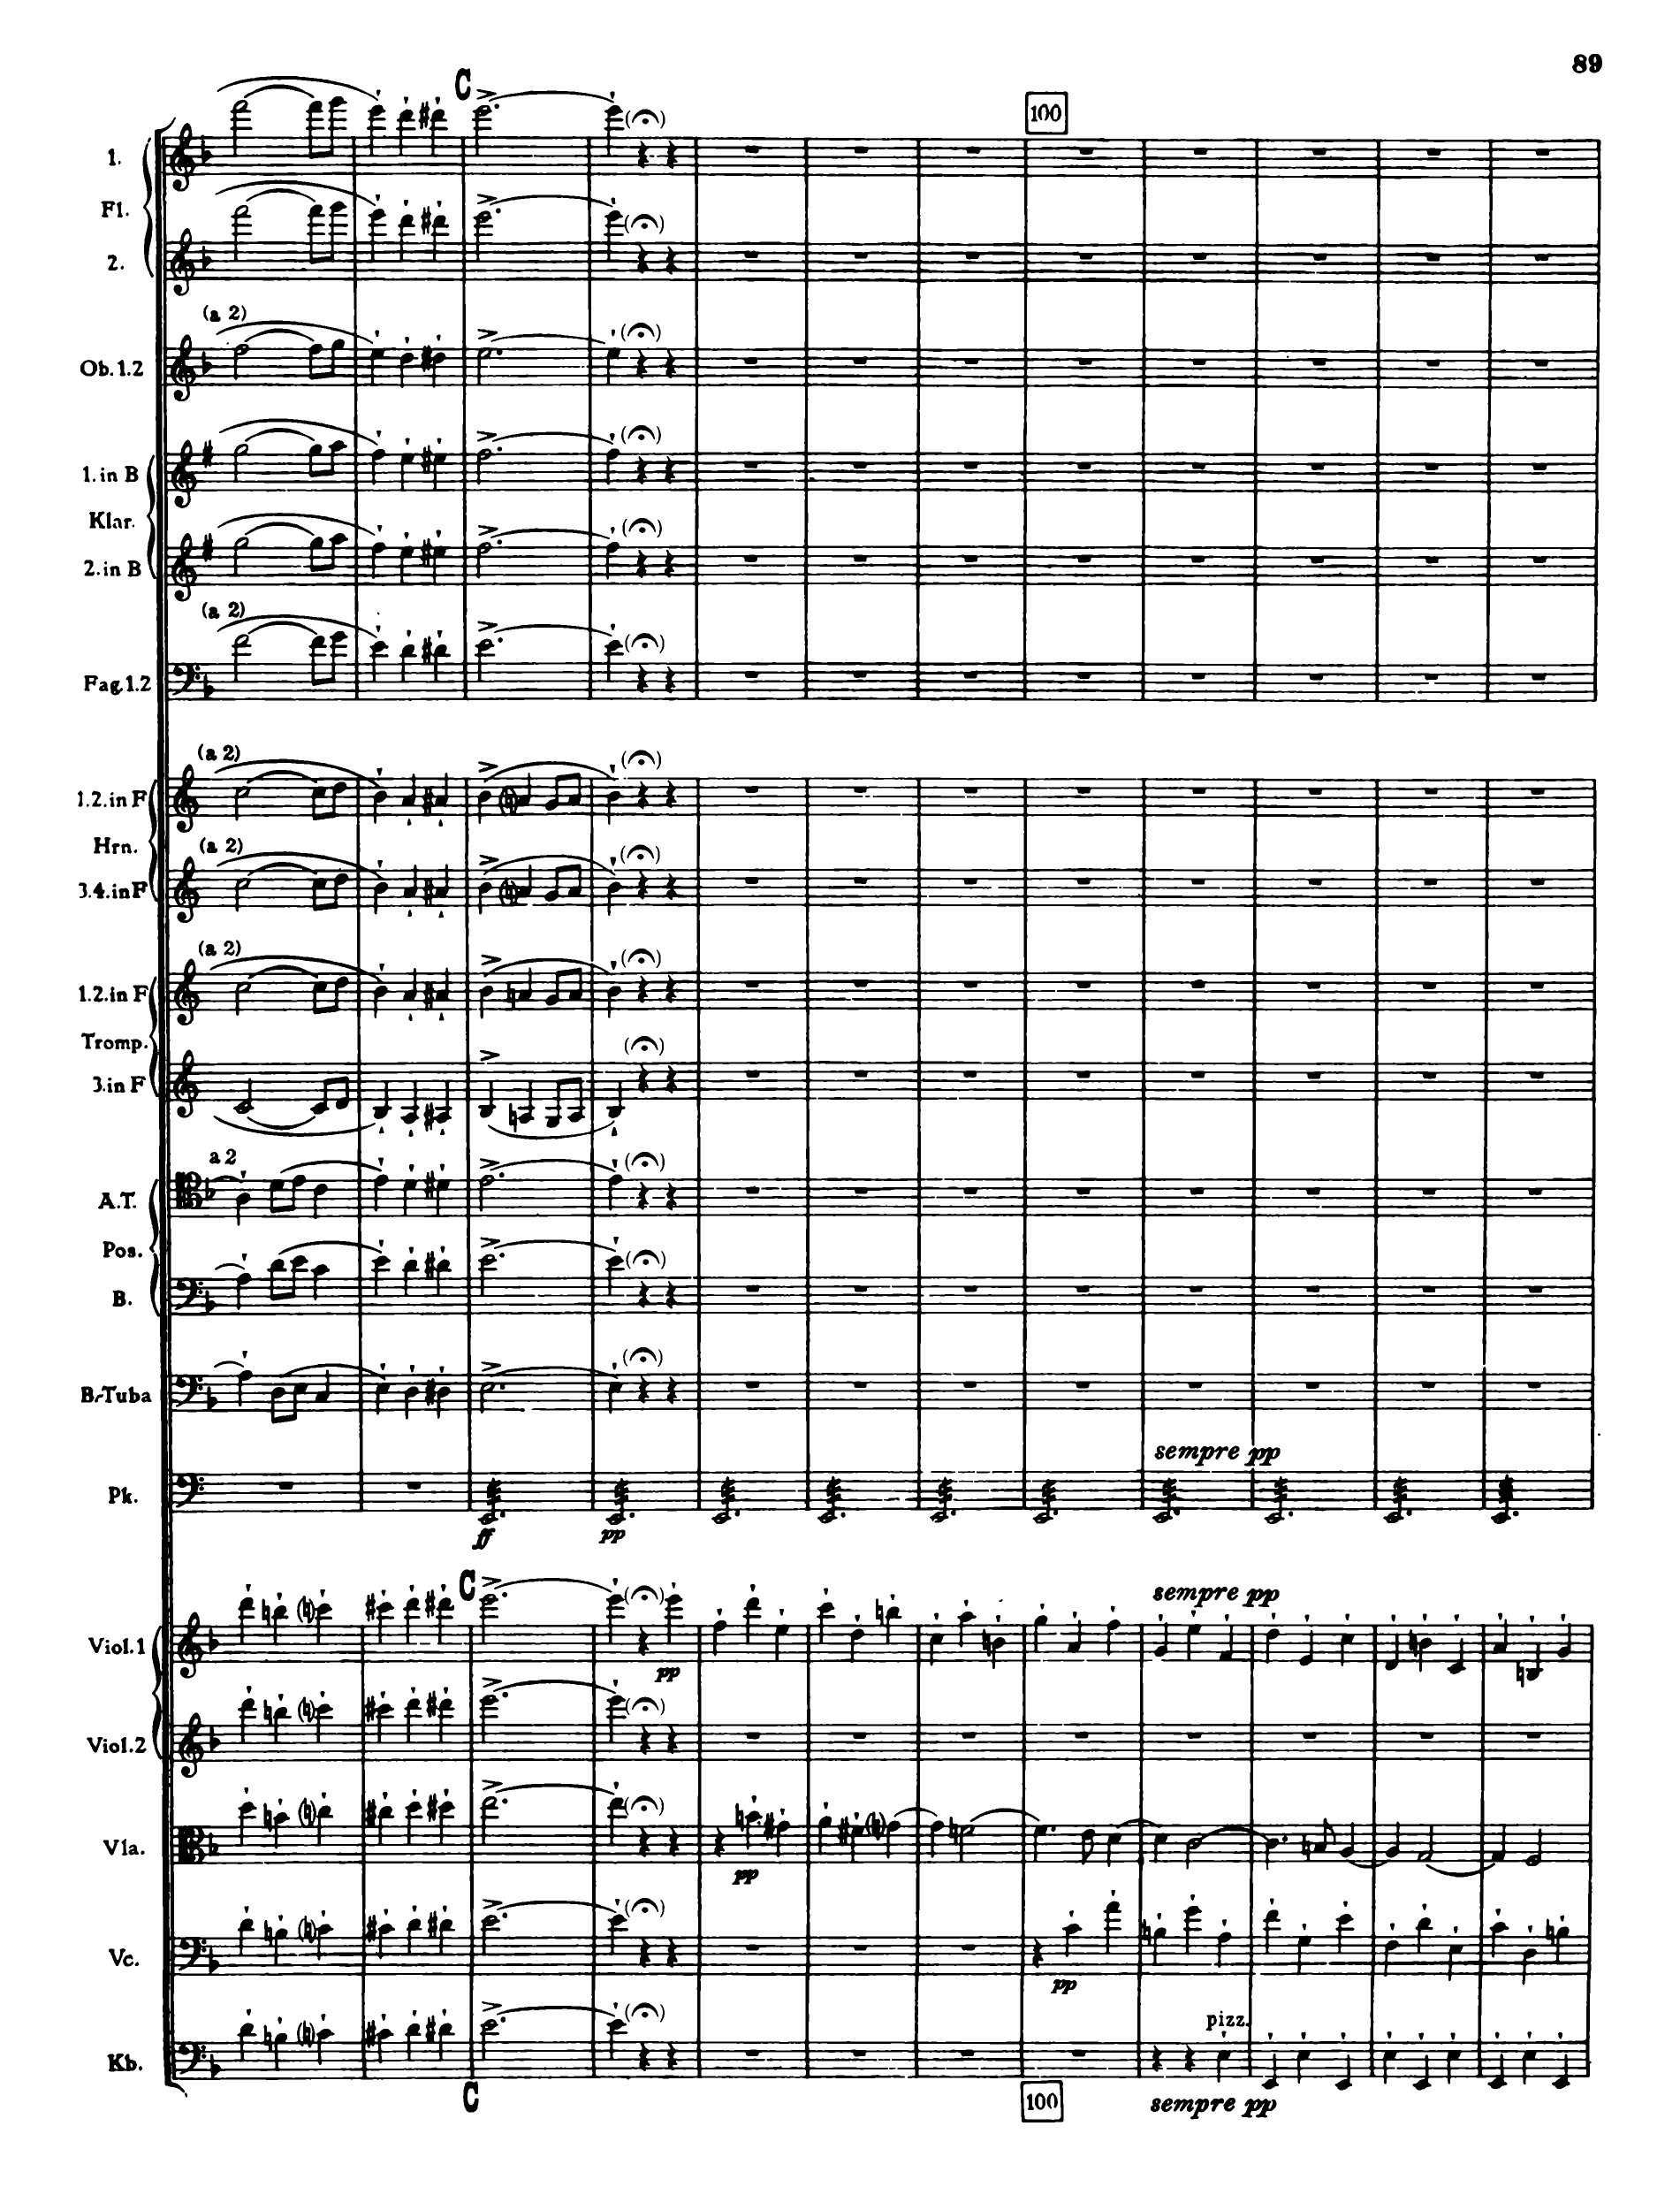 89
C
100
1.
Fl.
2.
(a 2)
Ob. 1.2
1. in B
Klar.
2. in B
(a 2)
Fag. 1.2
(a 2)
1.2. in F
Hrn.
(a 2)
3.4. in F
(a 2)
1.2. in F
Tromp.
3. in F
a 2
A.T.
Pos.
B.
B.-Tuba
sempre pp
Pk.
ff pp
C
sempre pp
Viol. 1
pp
Viol. 2
Vla.
pp
Vc.
pp
pizz.
Kb.
C
100
sempre pp